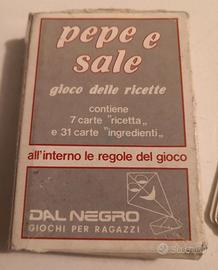 pepe e
sale
gioco delle ricette
contiene
7 carte "ricetta„
e 31 carte "ingredienti„
all'interno le regole del gioco
DAL NEGRO
GIOCHI PER RAGAZZI
subito